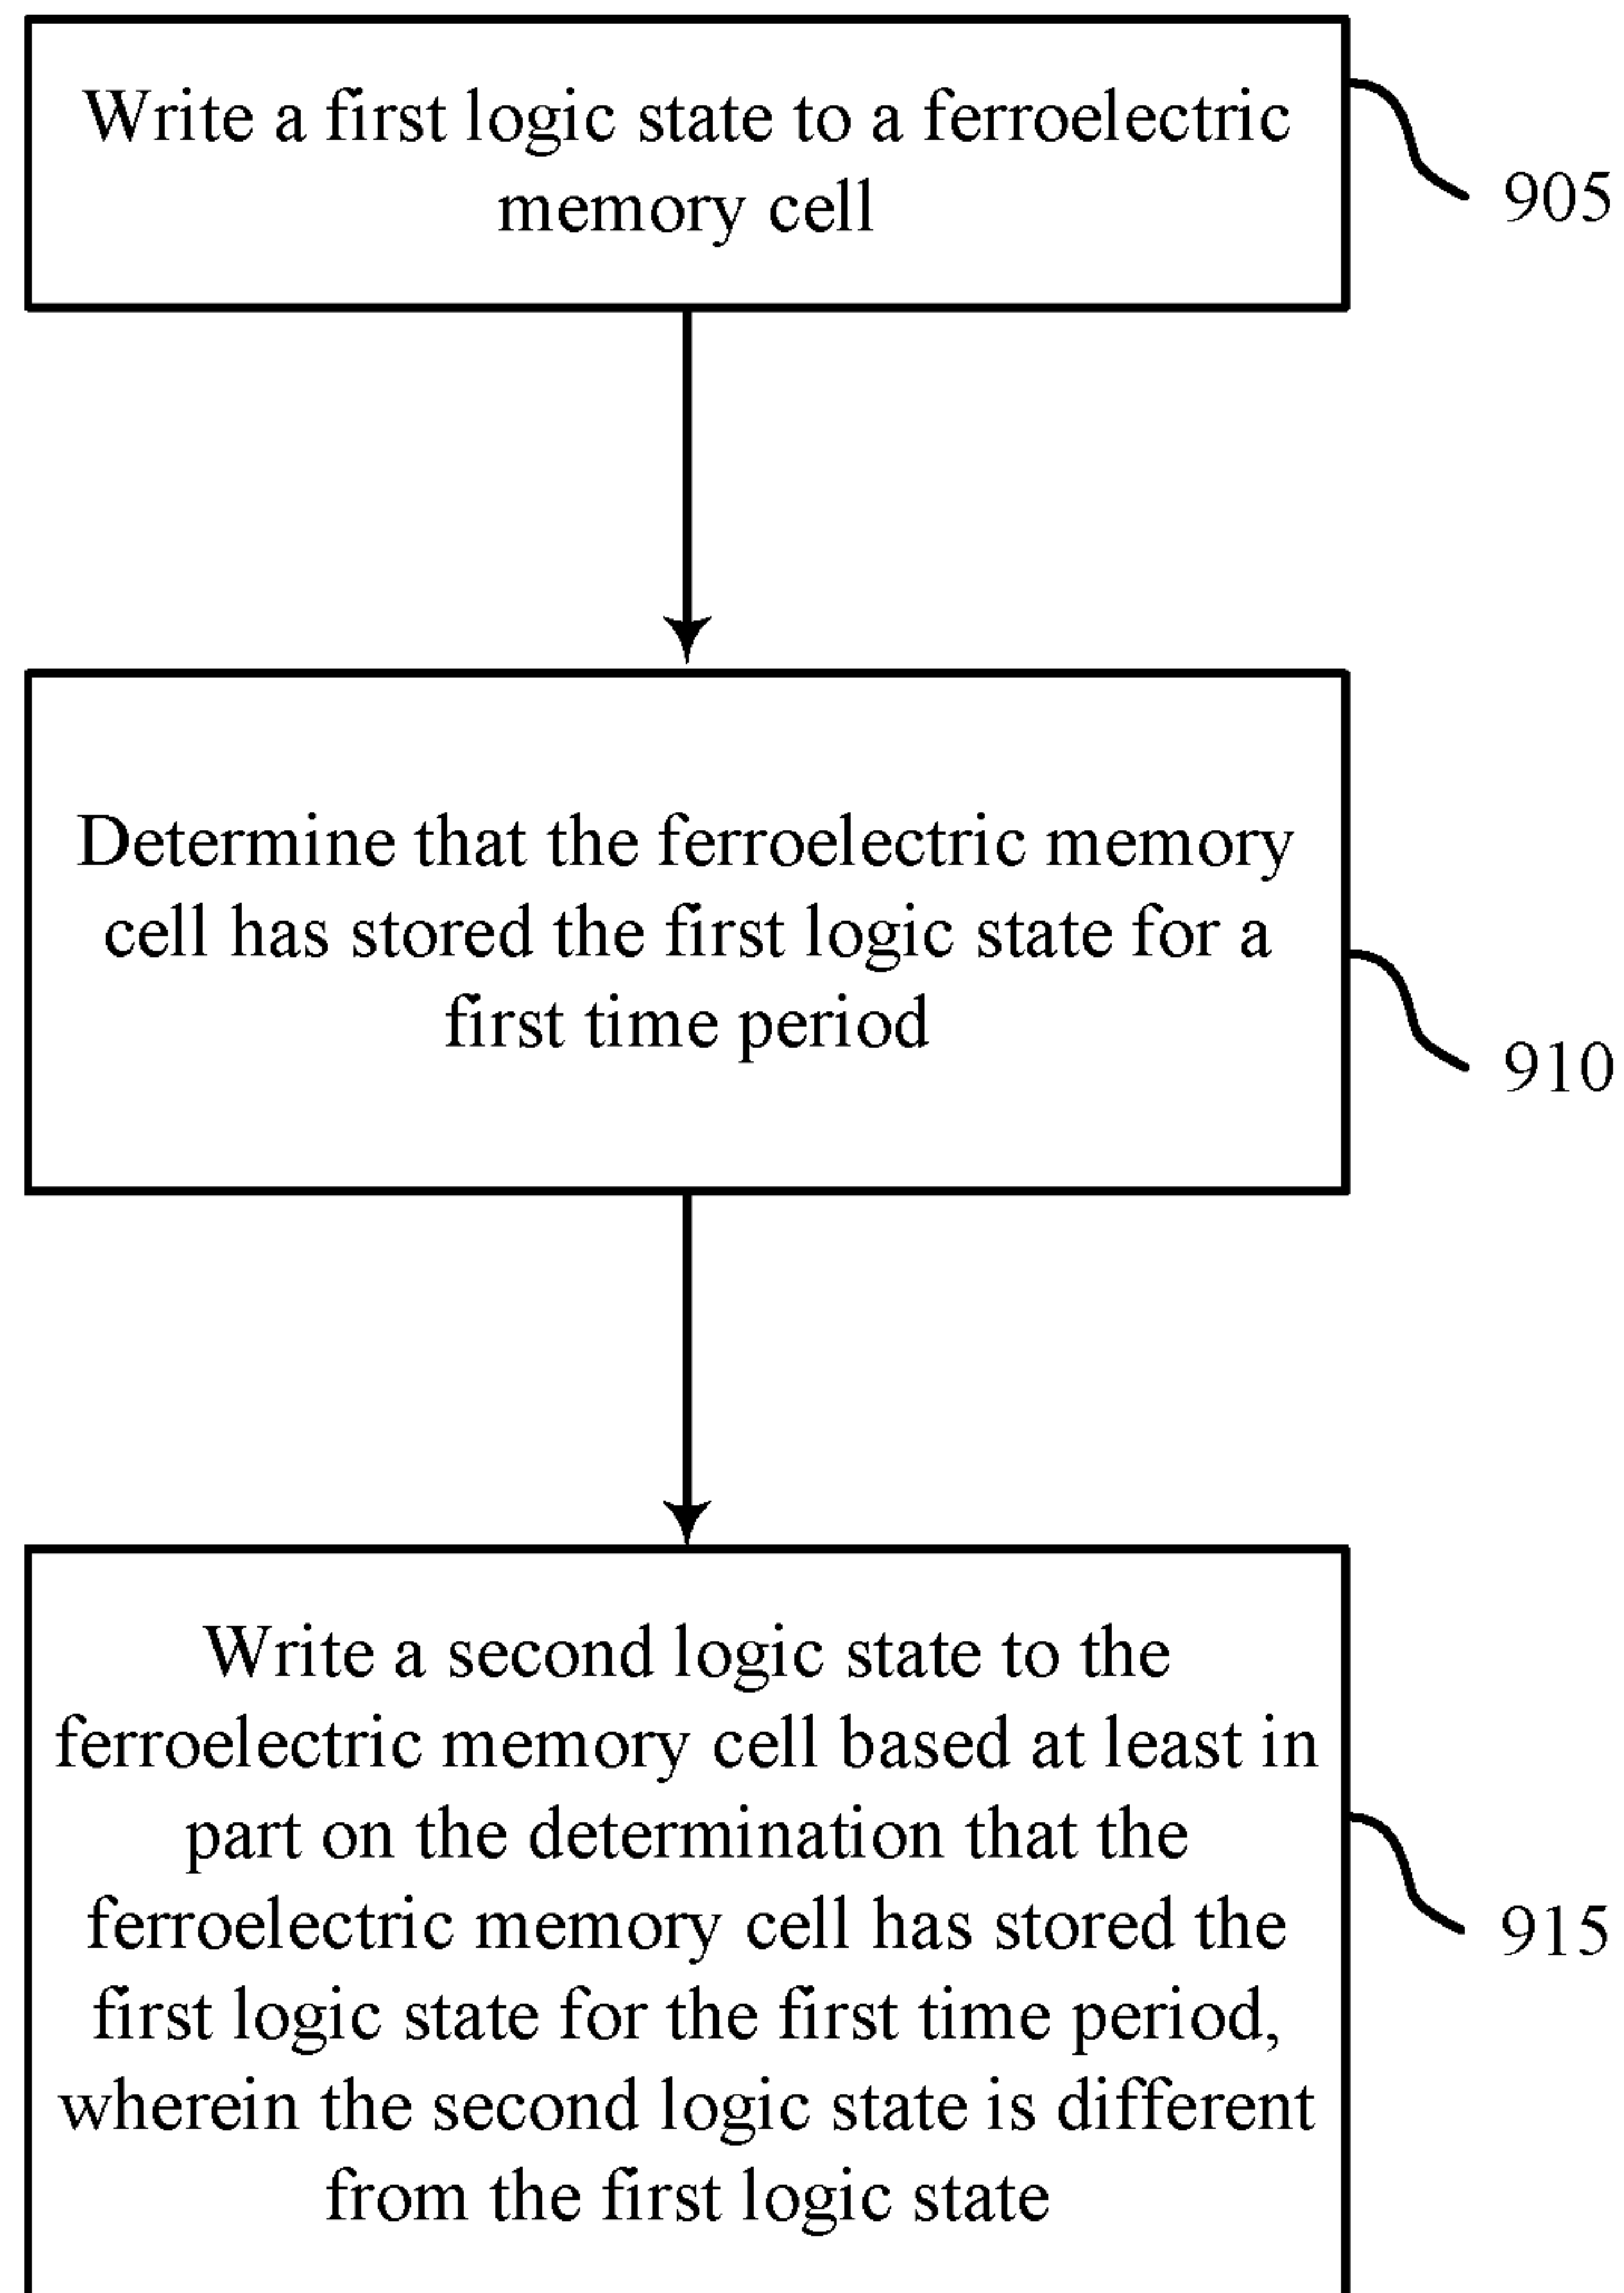 Write a first logic state to a ferroelectric
memory cell
905
Determine that the ferroelectric memory
cell has stored the first logic state for a
first time period
910
Write a second logic state to the
ferroelectric memory cell based at least in
part on the determination that the
ferroelectric memory cell has stored the
first logic state for the first time period,
wherein the second logic state is different
from the first logic state
915